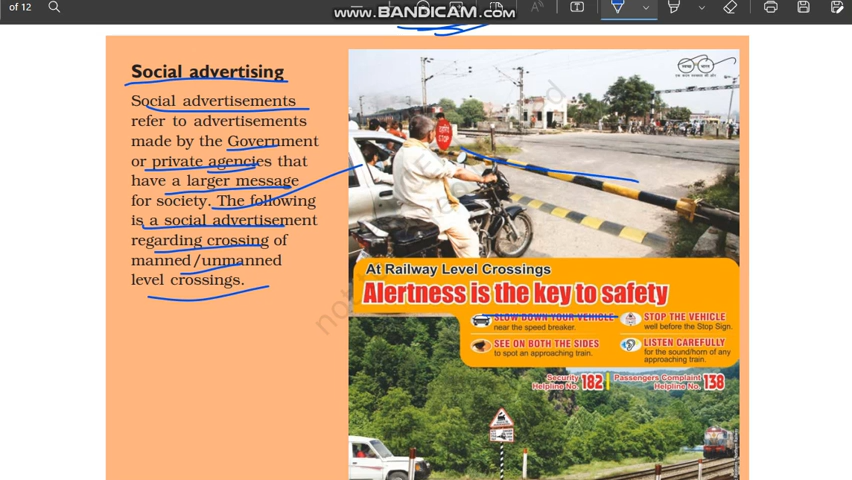 of 12
WWW.BANDICAM.COM
Social advertising
Social advertisements
refer to advertisements
made by the Government
or private agencies that
have a larger message
for society. The following
is a social advertisement
regarding crossing of
manned/unmanned
level crossings.
STOP
At Railway Level Crossings
Alertness is the key to safety
SLOW DOWN YOUR VEHICLE
near the speed breaker.
STOP THE VEHICLE
well before the Stop Sign.
SEE ON BOTH THE SIDES
to spot an approaching train.
LISTEN CAREFULLY
for the sound/horn of any
approaching train.
Security
Helpline No. 182
Passengers Complaint
Helpline No. 138